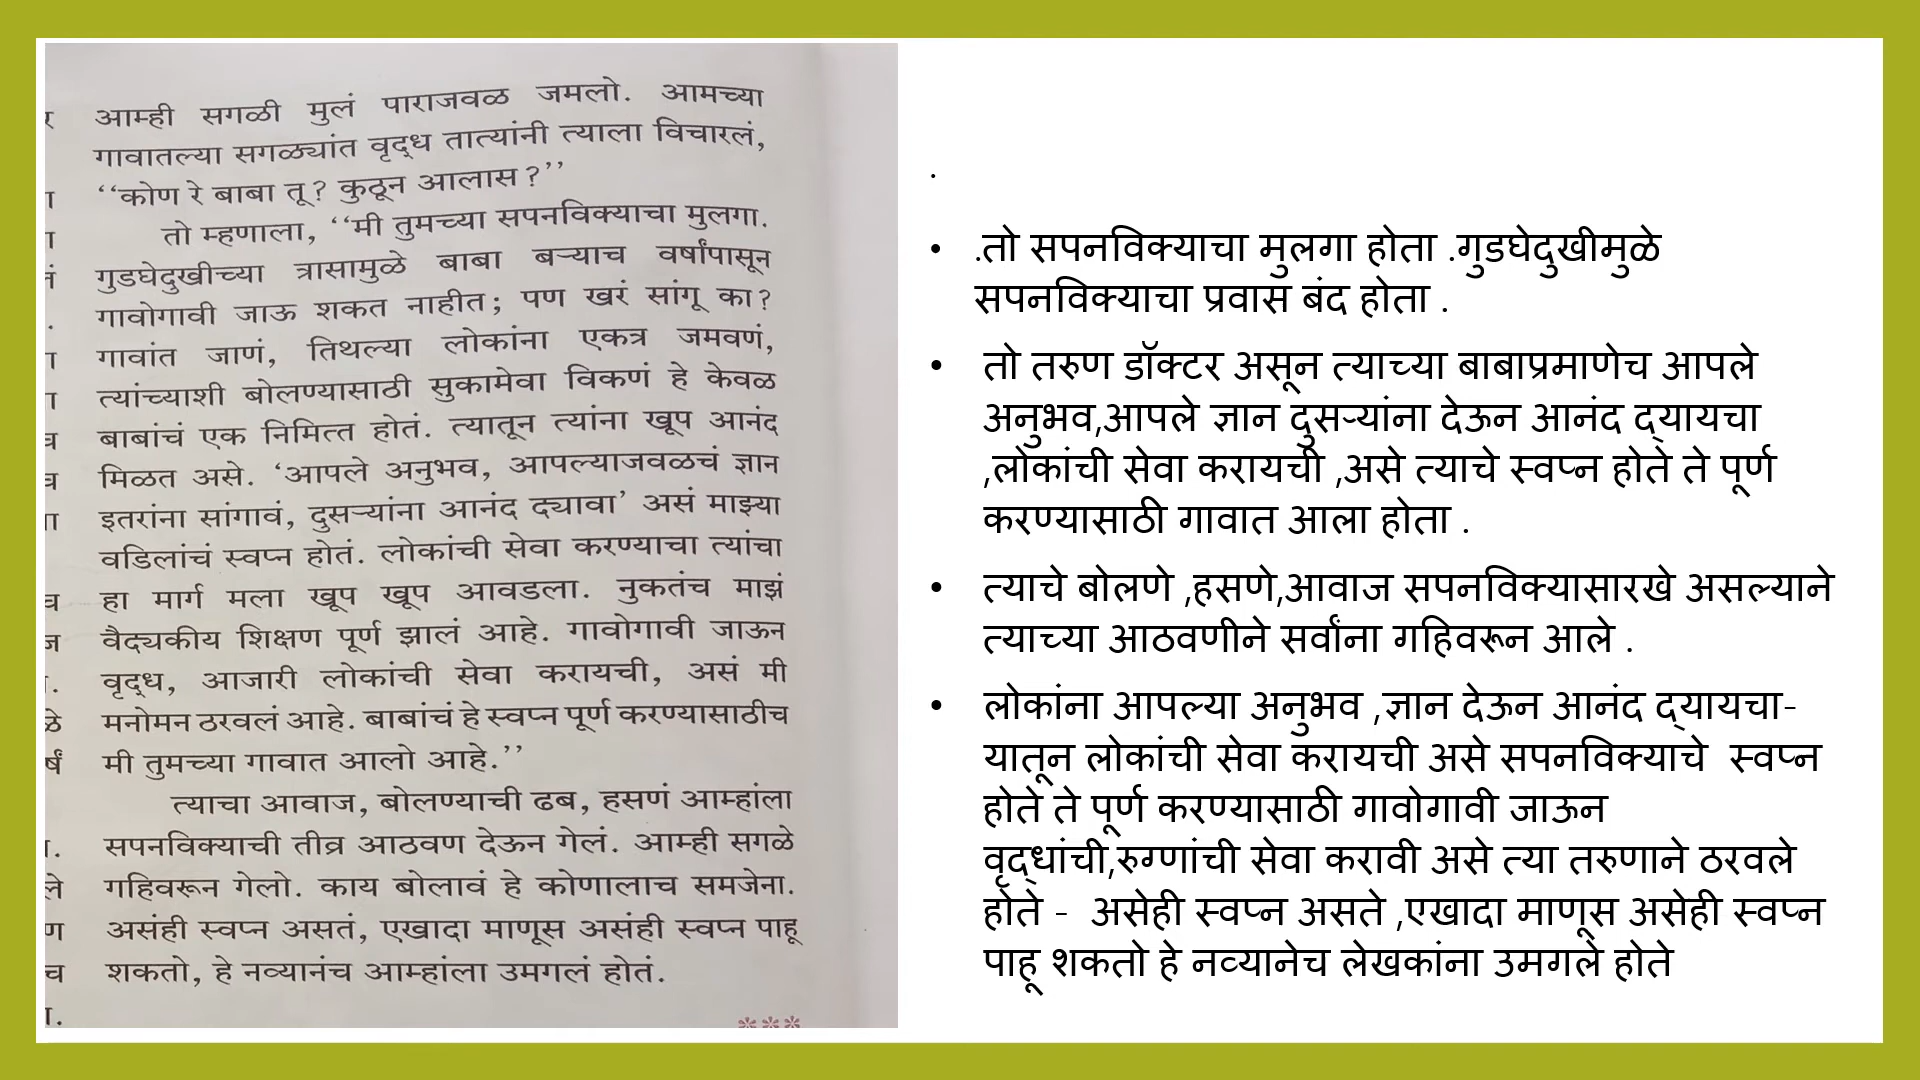 आम्ही सगळी मुलं पाराजवळ जमलो. आमच्या
गावातल्या सगळ्यांत वृद्ध तात्यांनी त्याला विचारलं,
‘‘कोण रे बाबा तू? कुठून आलास?’’
तो म्हणाला, ‘‘मी तुमच्या सपनविक्याचा मुलगा.
गुडघेदुखीच्या त्रासामुळे बाबा बऱ्याच वर्षांपासून
गावोगावी जाऊ शकत नाहीत; पण खरं सांगू का?
गावांत जाणं, तिथल्या लोकांना एकत्र जमवणं,
त्यांच्याशी बोलण्यासाठी सुकामेवा विकणं हे केवळ
बाबांचं एक निमित्त होतं. त्यातून त्यांना खूप आनंद
मिळत असे. ‘आपले अनुभव, आपल्याजवळचं ज्ञान
इतरांना सांगावं, दुसऱ्यांना आनंद द्यावा’ असं माझ्या
वडिलांचं स्वप्न होतं. लोकांची सेवा करण्याचा त्यांचा
हा मार्ग मला खूप खूप आवडला. नुकतंच माझं
वैद्यकीय शिक्षण पूर्ण झालं आहे. गावोगावी जाऊन
वृद्ध, आजारी लोकांची सेवा करायची, असं मी
मनोमन ठरवलं आहे. बाबांचं हे स्वप्न पूर्ण करण्यासाठीच
मी तुमच्या गावात आलो आहे.’’
त्याचा आवाज, बोलण्याची ढब, हसणं आम्हांला
सपनविक्याची तीव्र आठवण देऊन गेलं. आम्ही सगळे
गहिवरून गेलो. काय बोलावं हे कोणालाच समजेना.
असंही स्वप्न असतं, एखादा माणूस असंही स्वप्न पाहू
शकतो, हे नव्यानंच आम्हांला उमगलं होतं.
***
.
• .तो सपनविक्याचा मुलगा होता .गुडघेदुखीमुळे
सपनविक्याचा प्रवास बंद होता .
• तो तरुण डॉक्टर असून त्याच्या बाबाप्रमाणेच आपले
अनुभव,आपले ज्ञान दुसऱ्यांना देऊन आनंद द्‌यायचा
,लोकांची सेवा करायची ,असे त्याचे स्वप्न होते ते पूर्ण
करण्यासाठी गावात आला होता .
• त्याचे बोलणे ,हसणे,आवाज सपनविक्यासारखे असल्याने
त्याच्या आठवणीने सर्वांना गहिवरून आले .
• लोकांना आपल्या अनुभव ,ज्ञान देऊन आनंद द्‌यायचा-
यातून लोकांची सेवा करायची असे सपनविक्याचे स्वप्न
होते ते पूर्ण करण्यासाठी गावोगावी जाऊन
वृद्‌धांची,रुग्णांची सेवा करावी असे त्या तरुणाने ठरवले
होते - असेही स्वप्न असते ,एखादा माणूस असेही स्वप्न
पाहू शकतो हे नव्यानेच लेखकांना उमगले होते